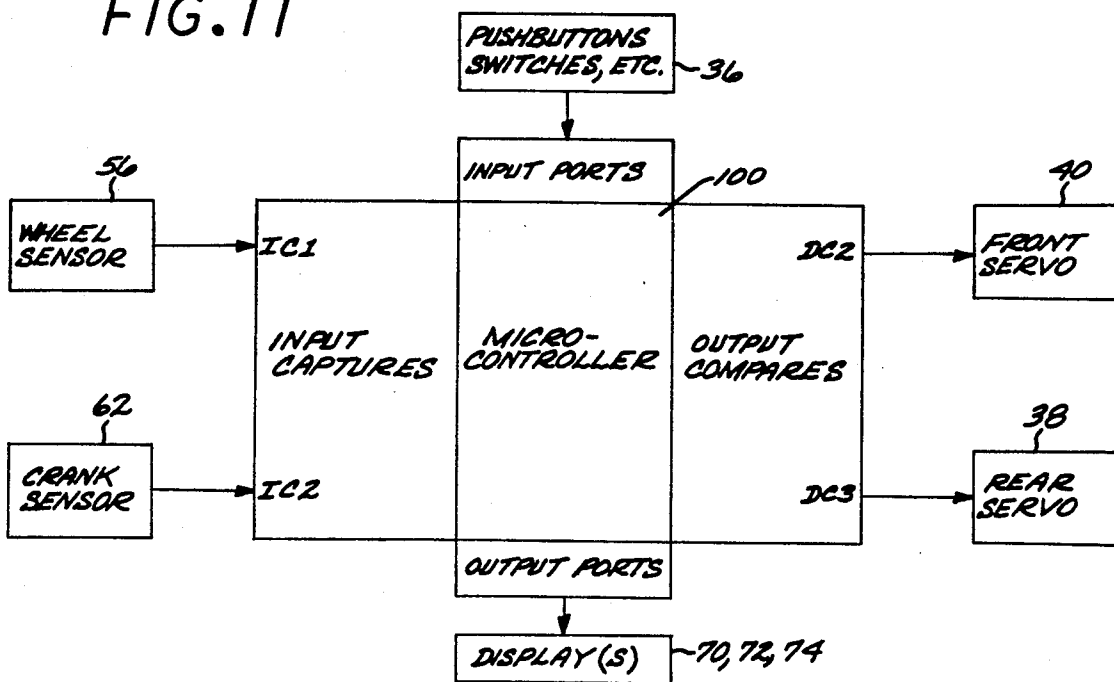 FIG. 11
PUSHBUTTONS
SWITCHES, ETC.
36
INPUT PORTS
100
56
WHEEL
SENSOR
IC1
DC2
40
FRONT
SERVO
INPUT
CAPTURES
MICRO-
CONTROLLER
OUTPUT
COMPARES
62
CRANK
SENSOR
IC2
DC3
38
REAR
SERVO
OUTPUT PORTS
DISPLAY(S)
70, 72, 74